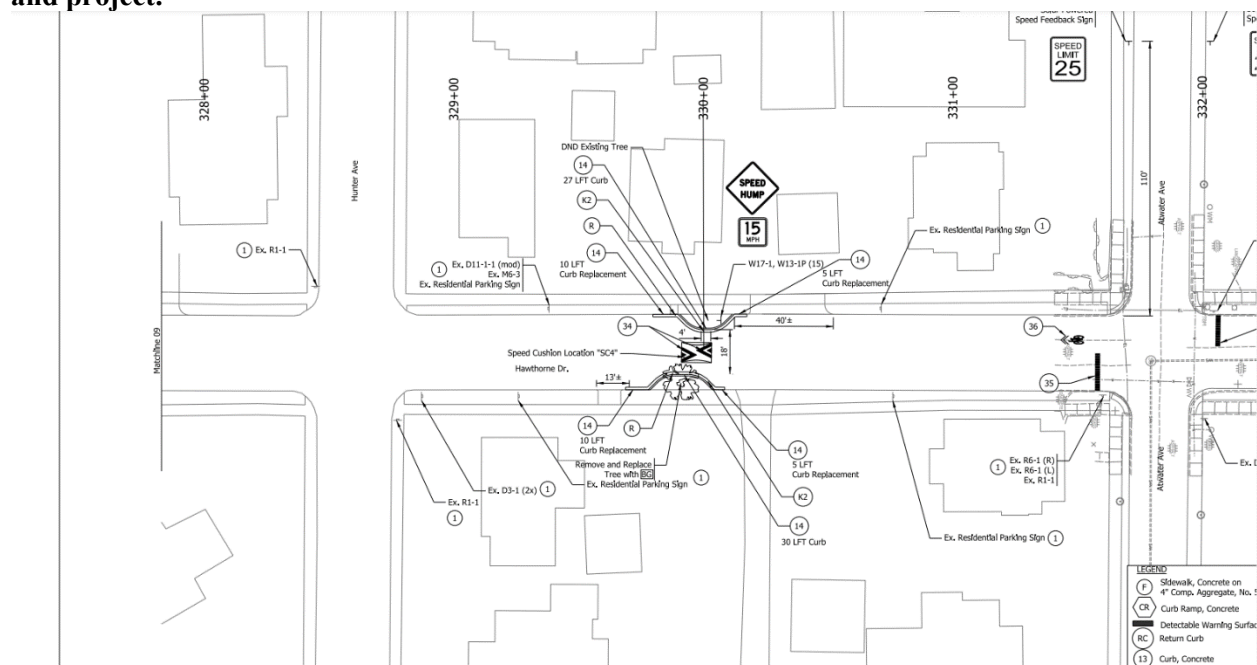 and project.
Speed Feedback Sign
SPEED
LIMIT
25
328+00
329+00
330+00
331+00
332+00
Hunter Ave
Atwater Ave
110'
DND Existing Tree
14
27 LFT Curb
K2
R
14
10 LFT
Curb Replacement
SPEED
HUMP
15
MPH
W17-1, W13-1P (15)
14
5 LFT
Curb Replacement
Ex. Residential Parking Sign 1
1 Ex. R1-1
1 Ex. D11-1-1 (mod)
Ex. M6-3
Ex. Residential Parking Sign
Matchline 09
34
4'
18'
40'±
Speed Cushion Location "SC4"
Hawthorne Dr.
13'±
36
35
14
10 LFT
Curb Replacement
R
Remove and Replace
Tree with BG
Ex. Residential Parking Sign 1
Ex. D3-1 (2x) 1
Ex. R1-1
1
14
5 LFT
Curb Replacement
K2
14
30 LFT Curb
1 Ex. R6-1 (R)
Ex. R6-1 (L)
Ex. R1-1
Ex. Residential Parking Sign 1
Atwater Ave
WM
LEGEND
F Sidewalk, Concrete on
4" Comp. Aggregate, No.
CR Curb Ramp, Concrete
Detectable Warning
RC Return Curb
13 Curb, Concrete